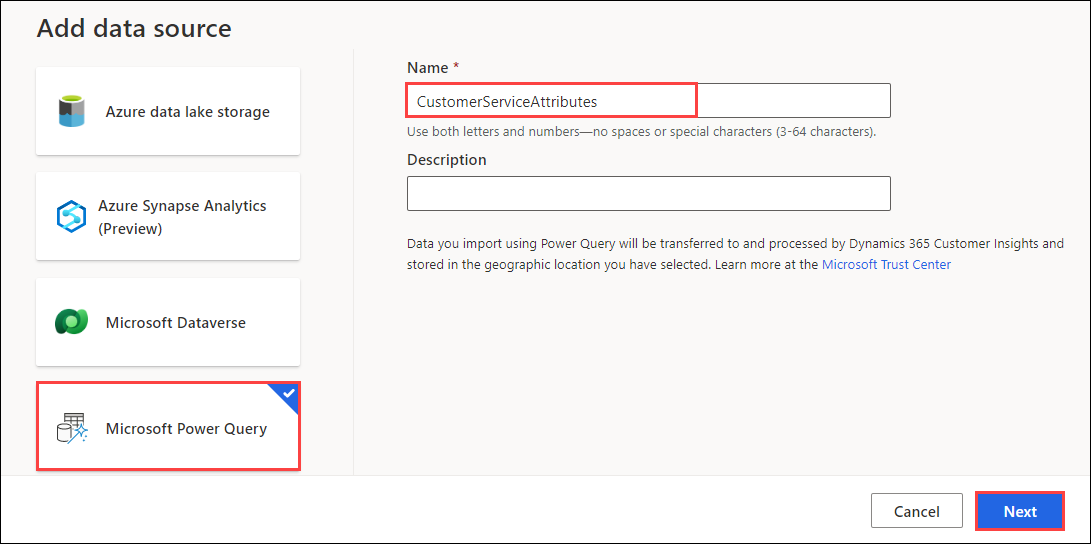 Add data source
Azure data lake storage
Azure Synapse Analytics
(Preview)
Microsoft Dataverse
Microsoft Power Query
Name *
CustomerServiceAttributes
Use both letters and numbers—no spaces or special characters (3-64 characters).
Description
Data you import using Power Query will be transferred to and processed by Dynamics 365 Customer Insights and
stored in the geographic location you have selected. Learn more at the Microsoft Trust Center
Cancel
Next